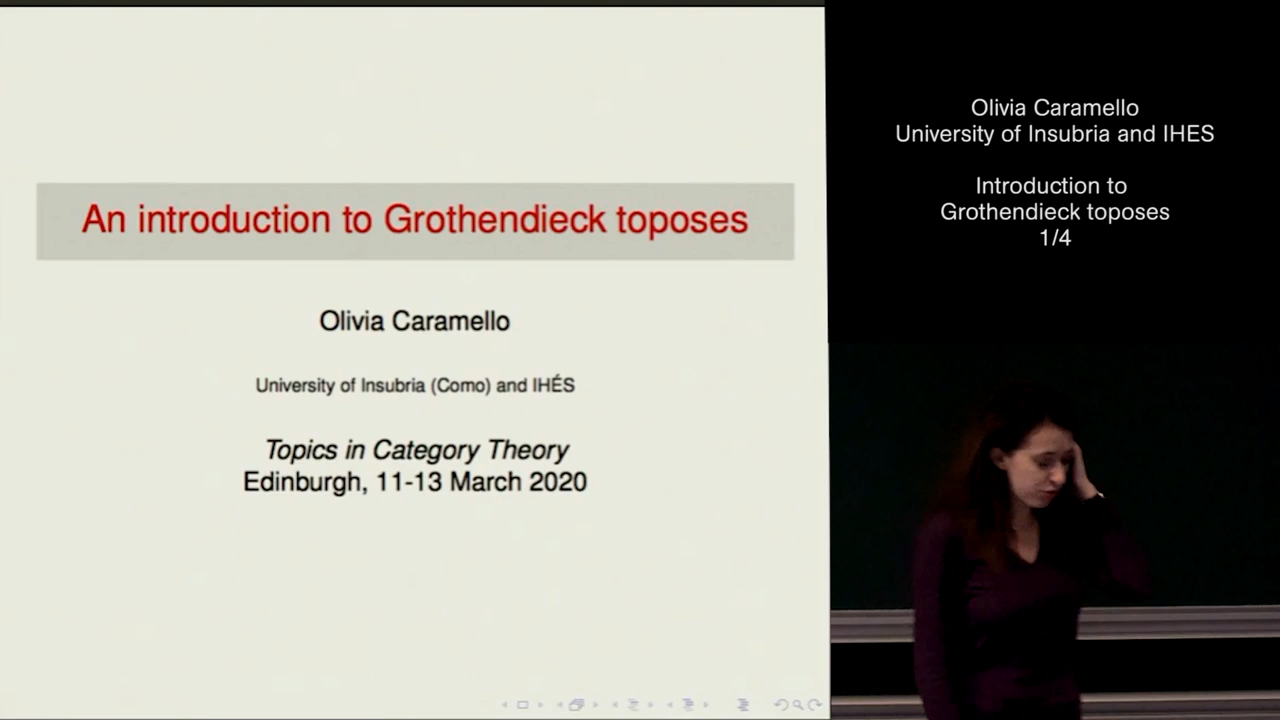 An introduction to Grothendieck toposes
Olivia Caramello
University of Insubria (Como) and IHÉS
Topics in Category Theory
Edinburgh, 11-13 March 2020
Olivia Caramello
University of Insubria and IHES
Introduction to
Grothendieck toposes
1/4